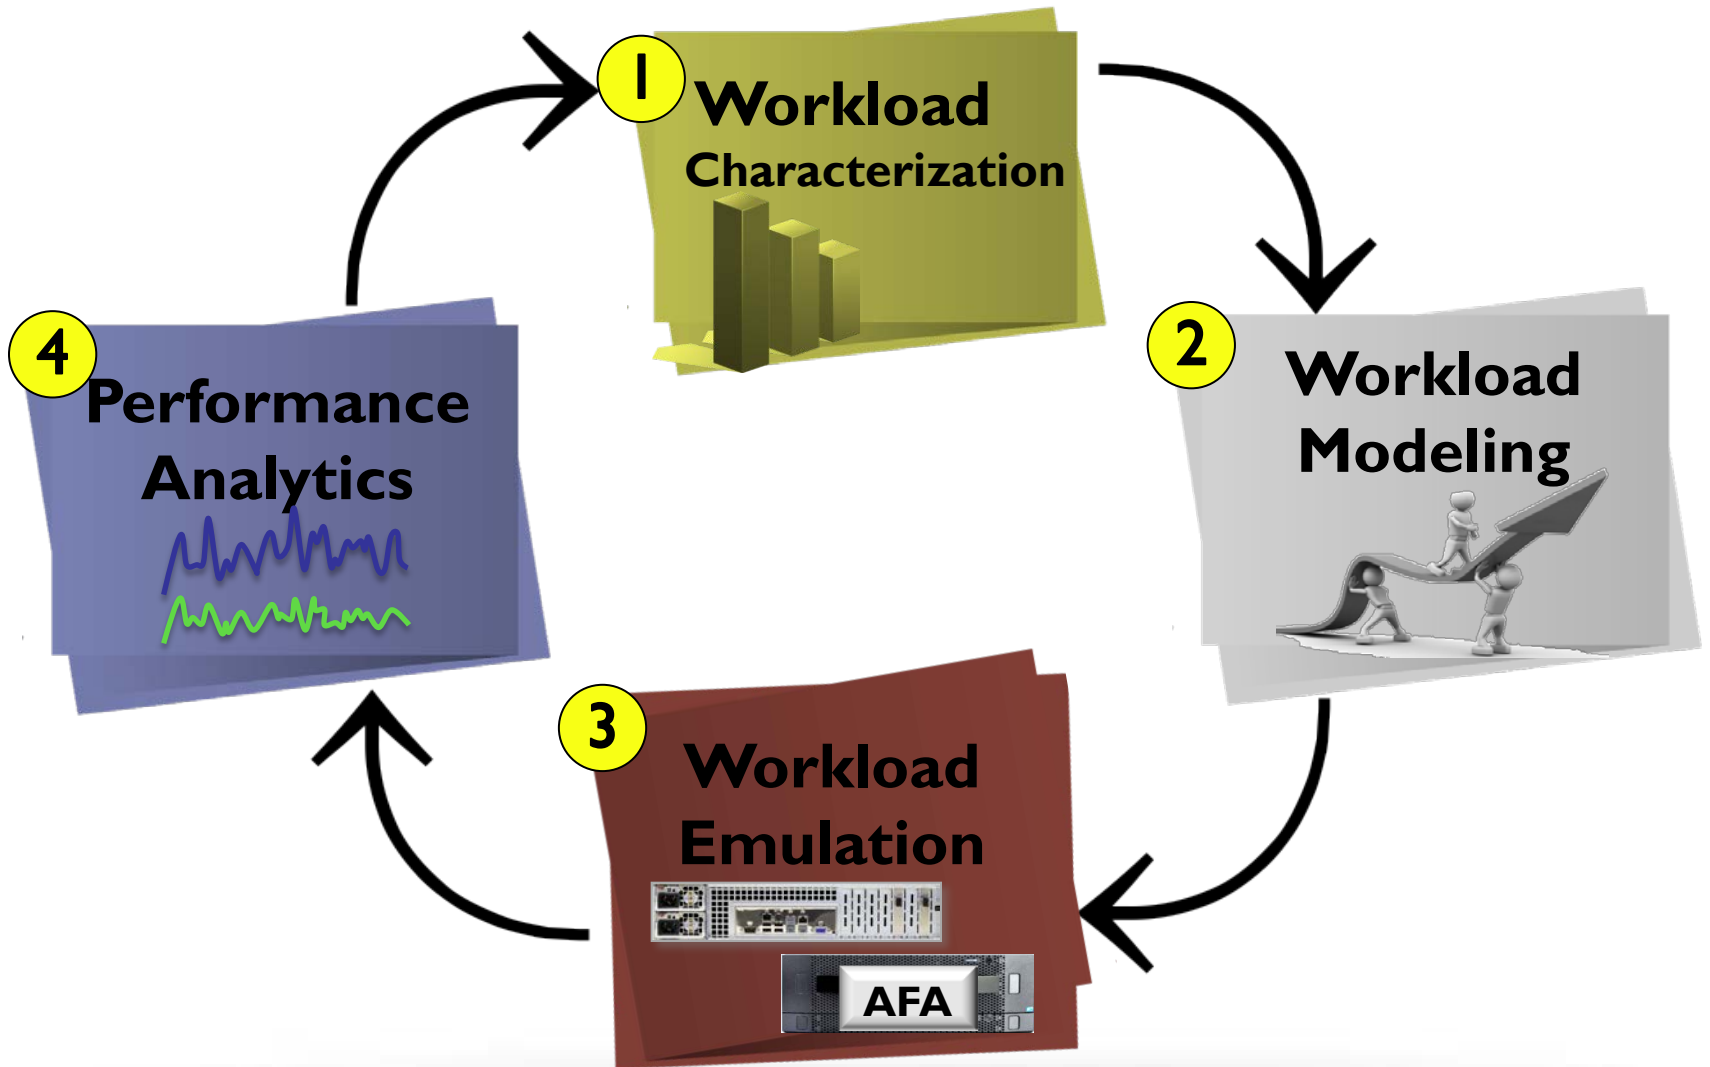 1
Workload
Characterization
2
Workload
Modeling
3
Workload
Emulation
AFA
4
Performance
Analytics